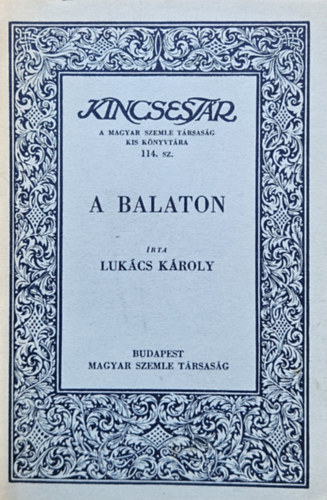 KINCSESTÁR
A MAGYAR SZEMLE TÁRSASÁG
KIS KÖNYVTÁRA
114. sz.
A BALATON
ÍRTA
LUKÁCS KÁROLY
BUDAPEST
MAGYAR SZEMLE TÁRSASÁG